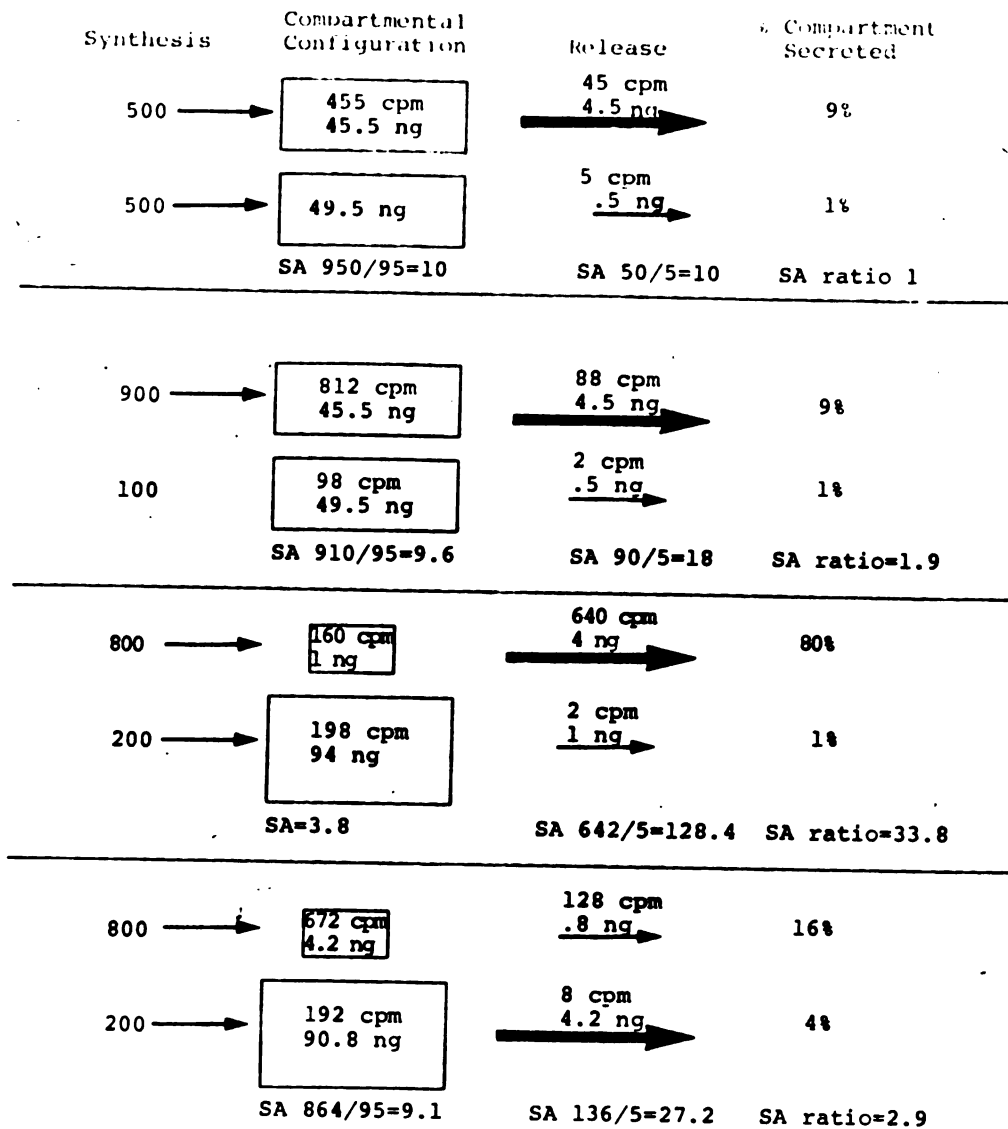 Compartmental % Compartment
Synthesis Configuration Release Secreted
500 455 cpm 45 cpm 9%
45.5 ng 4.5 ng
500 49.5 ng 5 cpm 1%
.5 ng
SA 950/95=10 SA 50/5=10 SA ratio 1
900 812 cpm 88 cpm 9%
45.5 ng 4.5 ng
100 98 cpm 2 cpm 1%
49.5 ng .5 ng
SA 910/95=9.6 SA 90/5=18 SA ratio=1.9
800 160 cpm 640 cpm 80%
1 ng 4 ng
200 198 cpm 2 cpm 1%
94 ng 1 ng
SA=3.8 SA 642/5=128.4 SA ratio=33.8
800 672 cpm 128 cpm 16%
4.2 ng .8 ng
200 192 cpm 8 cpm 4%
90.8 ng 4.2 ng
SA 864/95=9.1 SA 136/5=27.2 SA ratio=2.9